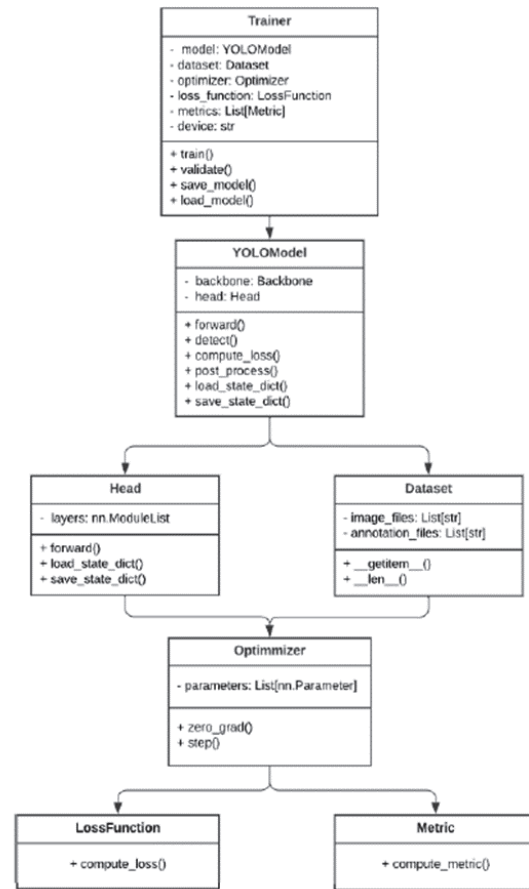 Trainer
- model: YOLOModel
- dataset: Dataset
- optimizer: Optimizer
- loss_function: LossFunction
- metrics: List[Metric]
- device: str
+ train()
+ validate()
+ save_model()
+ load_model()
YOLOModel
- backbone: Backbone
- head: Head
+ forward()
+ detect()
+ compute_loss()
+ post_process()
+ load_state_dict()
+ save_state_dict()
Head
- layers: nn.ModuleList
+ forward()
+ load_state_dict()
+ save_state_dict()
Dataset
- image_files: List[str]
- annotation_files: List[str]
+ __getitem__()
+ __len__()
Optimmizer
- parameters: List[nn.Parameter]
+ zero_grad()
+ step()
LossFunction
+ compute_loss()
Metric
+ compute_metric()